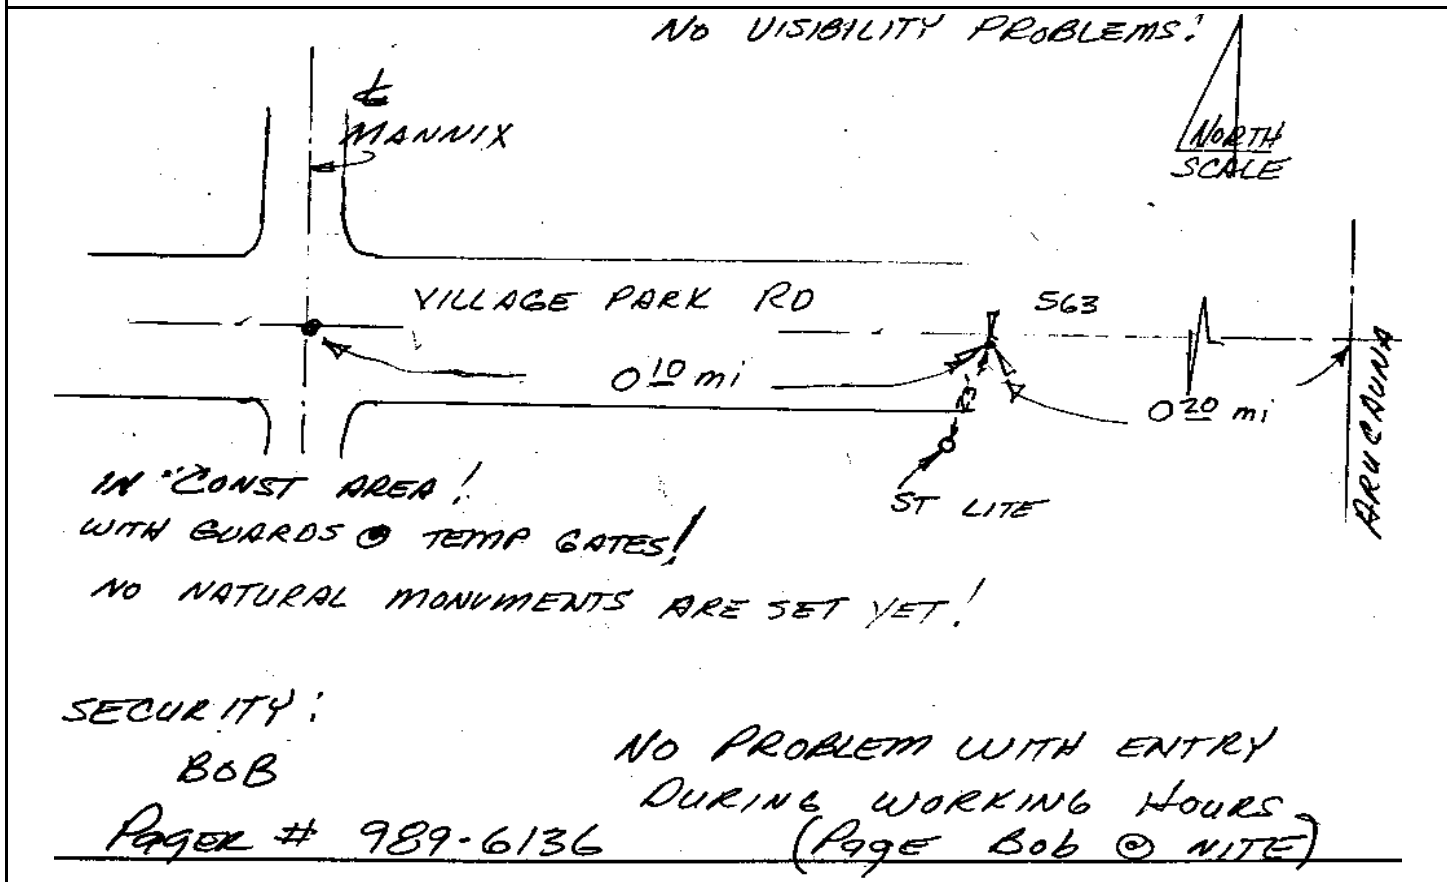 NO VISIBILITY PROBLEMS!
℄
MANNIX
NORTH
SCALE
VILLAGE PARK RD
563
0 10 mi
23'
0 20 mi
ARUCAUNA
ST LITE
IN "CONST AREA!
WITH GUARDS @ TEMP GATES!
NO NATURAL MONUMENTS ARE SET YET!
SECURITY:
BOB
PAGER # 989-6136
NO PROBLEM WITH ENTRY
DURING WORKING HOURS
(PAGE BOB @ NITE)